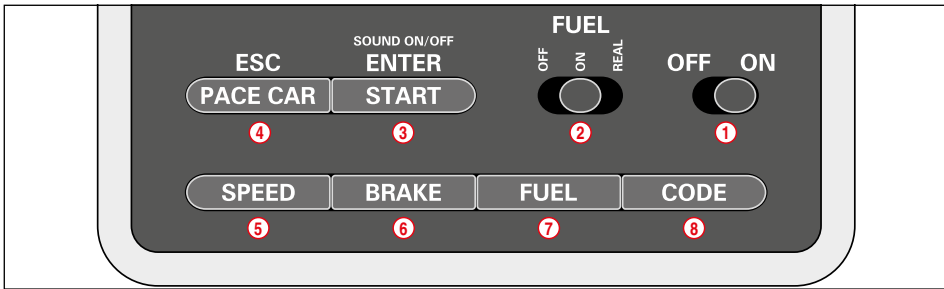 FUEL
SOUND ON/OFF
OFF ON REAL
ESC ENTER OFF ON
PACE CAR START
4 3 2 1
SPEED BRAKE FUEL CODE
5 6 7 8